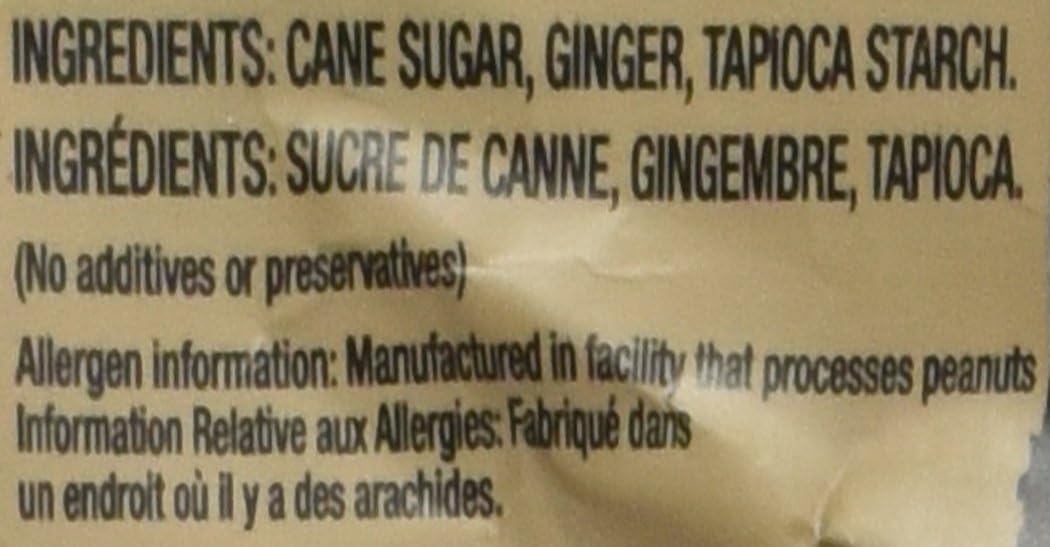 INGREDIENTS: CANE SUGAR, GINGER, TAPIOCA STARCH.
INGRÉDIENTS: SUCRE DE CANNE, GINGEMBRE, TAPIOCA.
(No additives or preservatives)
Allergen information: Manufactured in facility that processes peanuts
Information Relative aux Allergies: Fabriqué dans
un endroit où il y a des arachides.